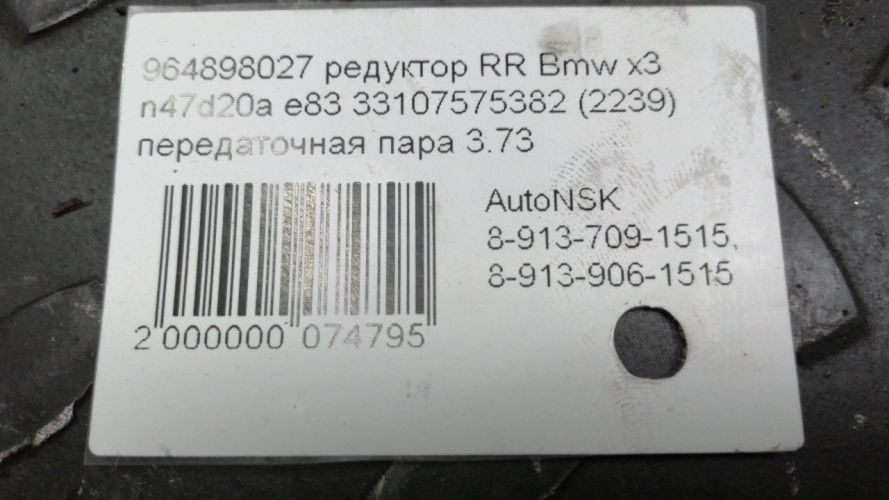 964898027 редуктор RR Bmw x3
n47d20a e83 33107575382 (2239)
передаточная пара 3.73
AutoNSK
8-913-709-1515,
8-913-906-1515
2 000000 074795